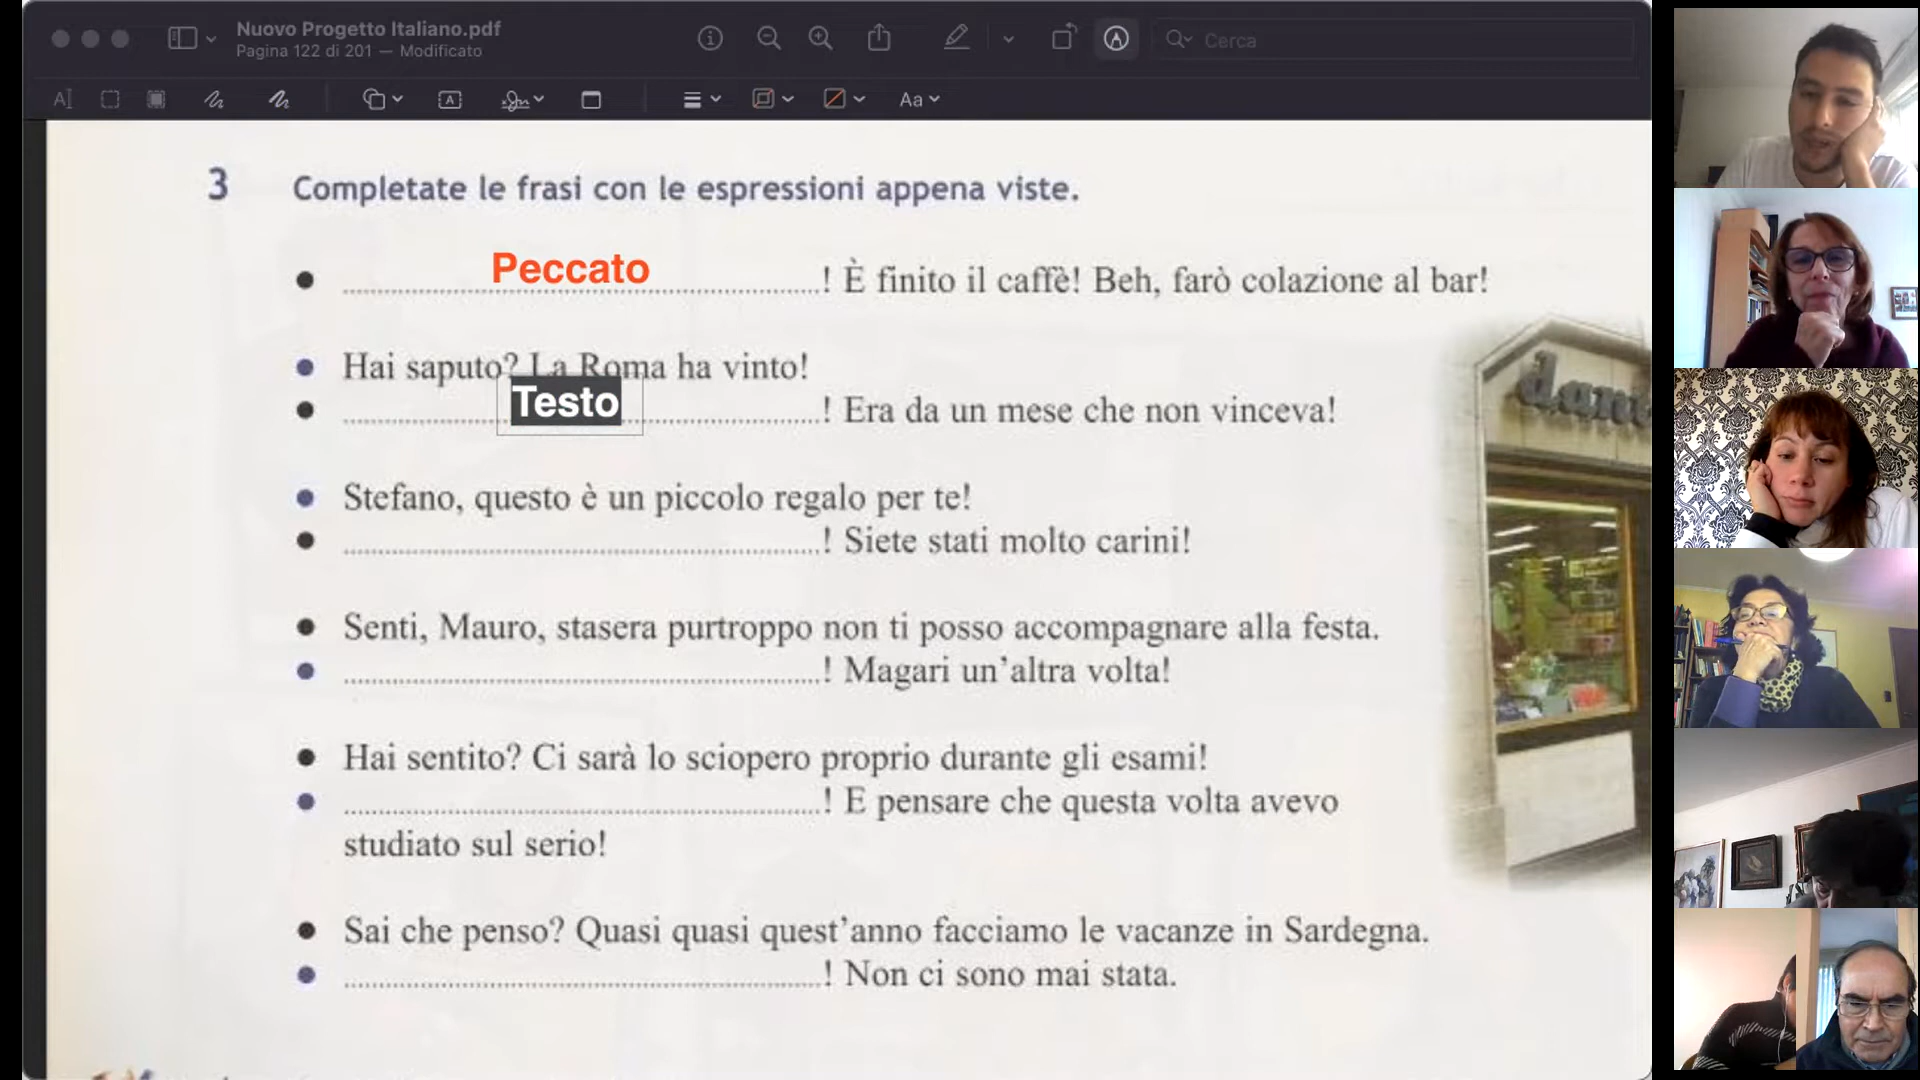 Nuovo Progetto Italiano.pdf
Pagina 122 di 201 — Modificato
Cerca
A
A
Aa
3 Completate le frasi con le espressioni appena viste.
Peccato
! È finito il caffè! Beh, farò colazione al bar!
Hai saputo? La Roma ha vinto!
Testo
! Era da un mese che non vinceva!
Stefano, questo è un piccolo regalo per te!
! Siete stati molto carini!
Senti, Mauro, stasera purtroppo non ti posso accompagnare alla festa.
! Magari un'altra volta!
Hai sentito? Ci sarà lo sciopero proprio durante gli esami!
! E pensare che questa volta avevo
studiato sul serio!
Sai che penso? Quasi quasi quest'anno facciamo le vacanze in Sardegna.
! Non ci sono mai stata.